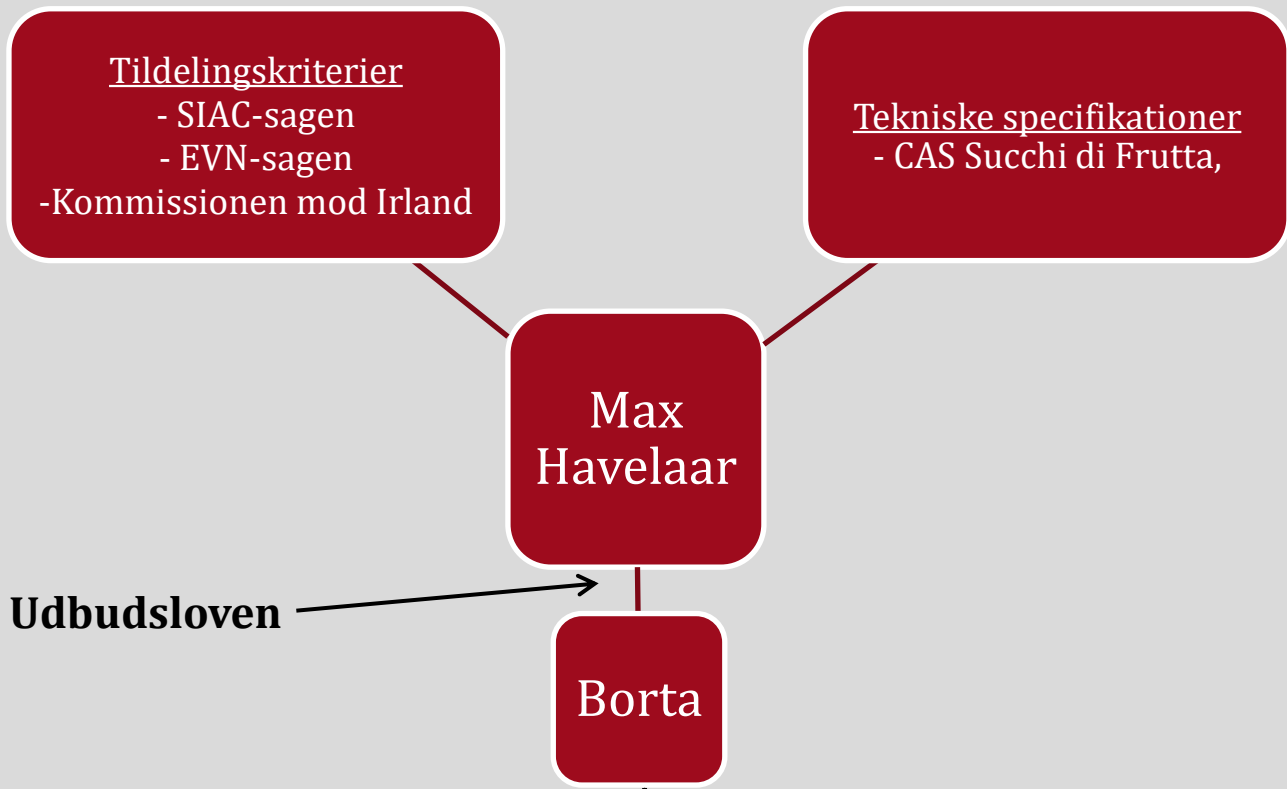 Tildelingskriterier
- SIAC-sagen
- EVN-sagen
-Kommissionen mod Irland
Tekniske specifikationer
- CAS Succhi di Frutta,
Max
Havelaar
Udbudsloven
Borta